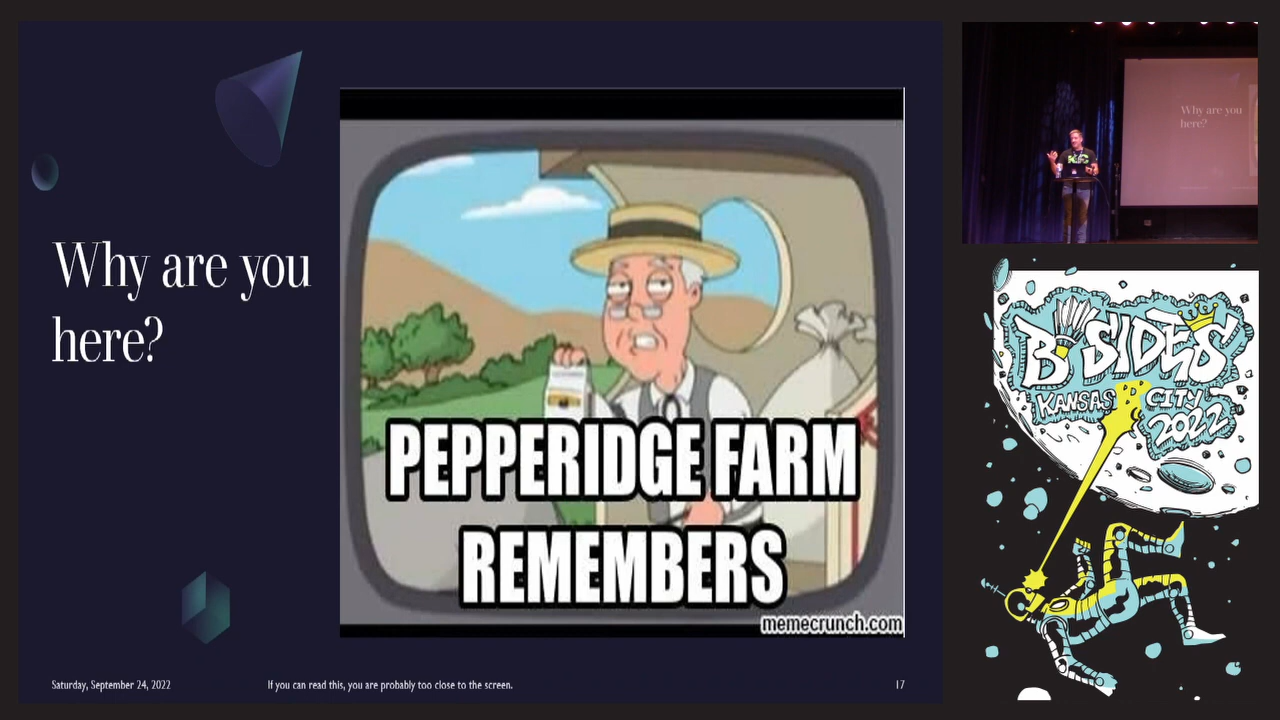 Why are you
here?
PEPPERIDGE FARM
REMEMBERS
memecrunch.com
Saturday, September 24, 2022
If you can read this, you are probably too close to the screen.
17
Why are you
here?
KC
B SIDES
KANSAS CITY
2022